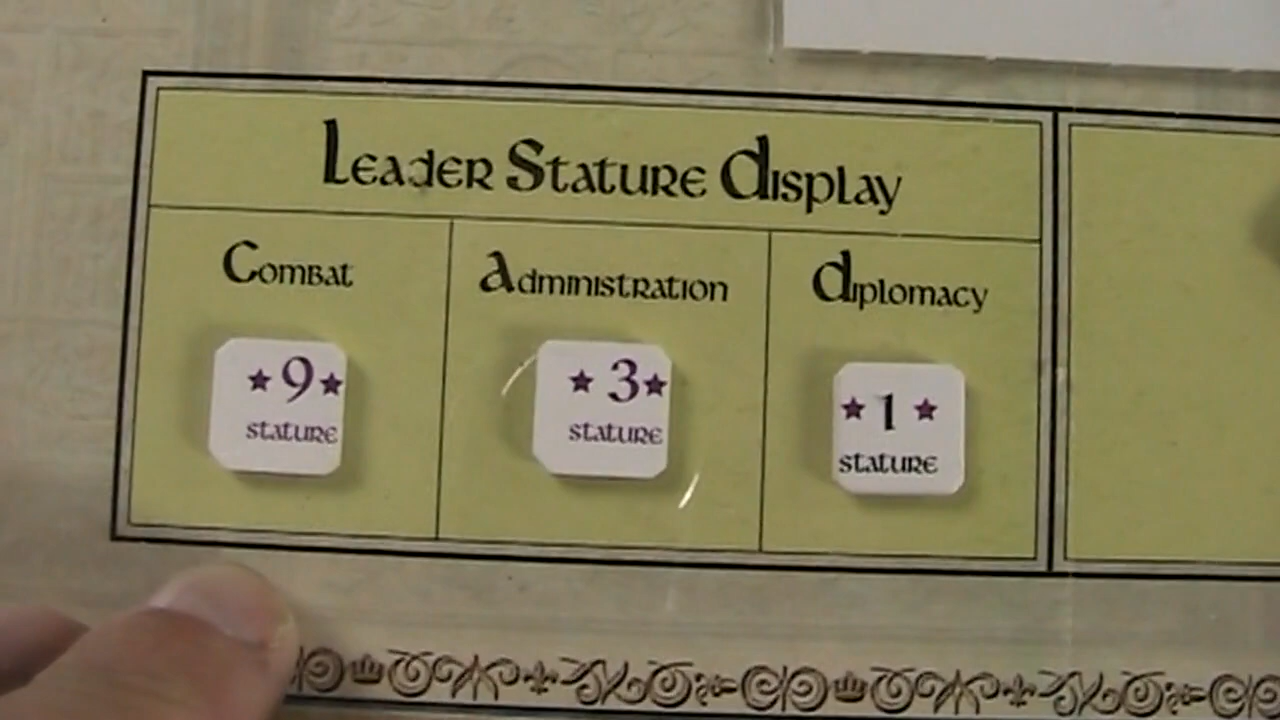 Leader Stature Display
Combat Administration Diplomacy
★ 9 ★ ★ 3 ★ ★ 1 ★
stature stature stature